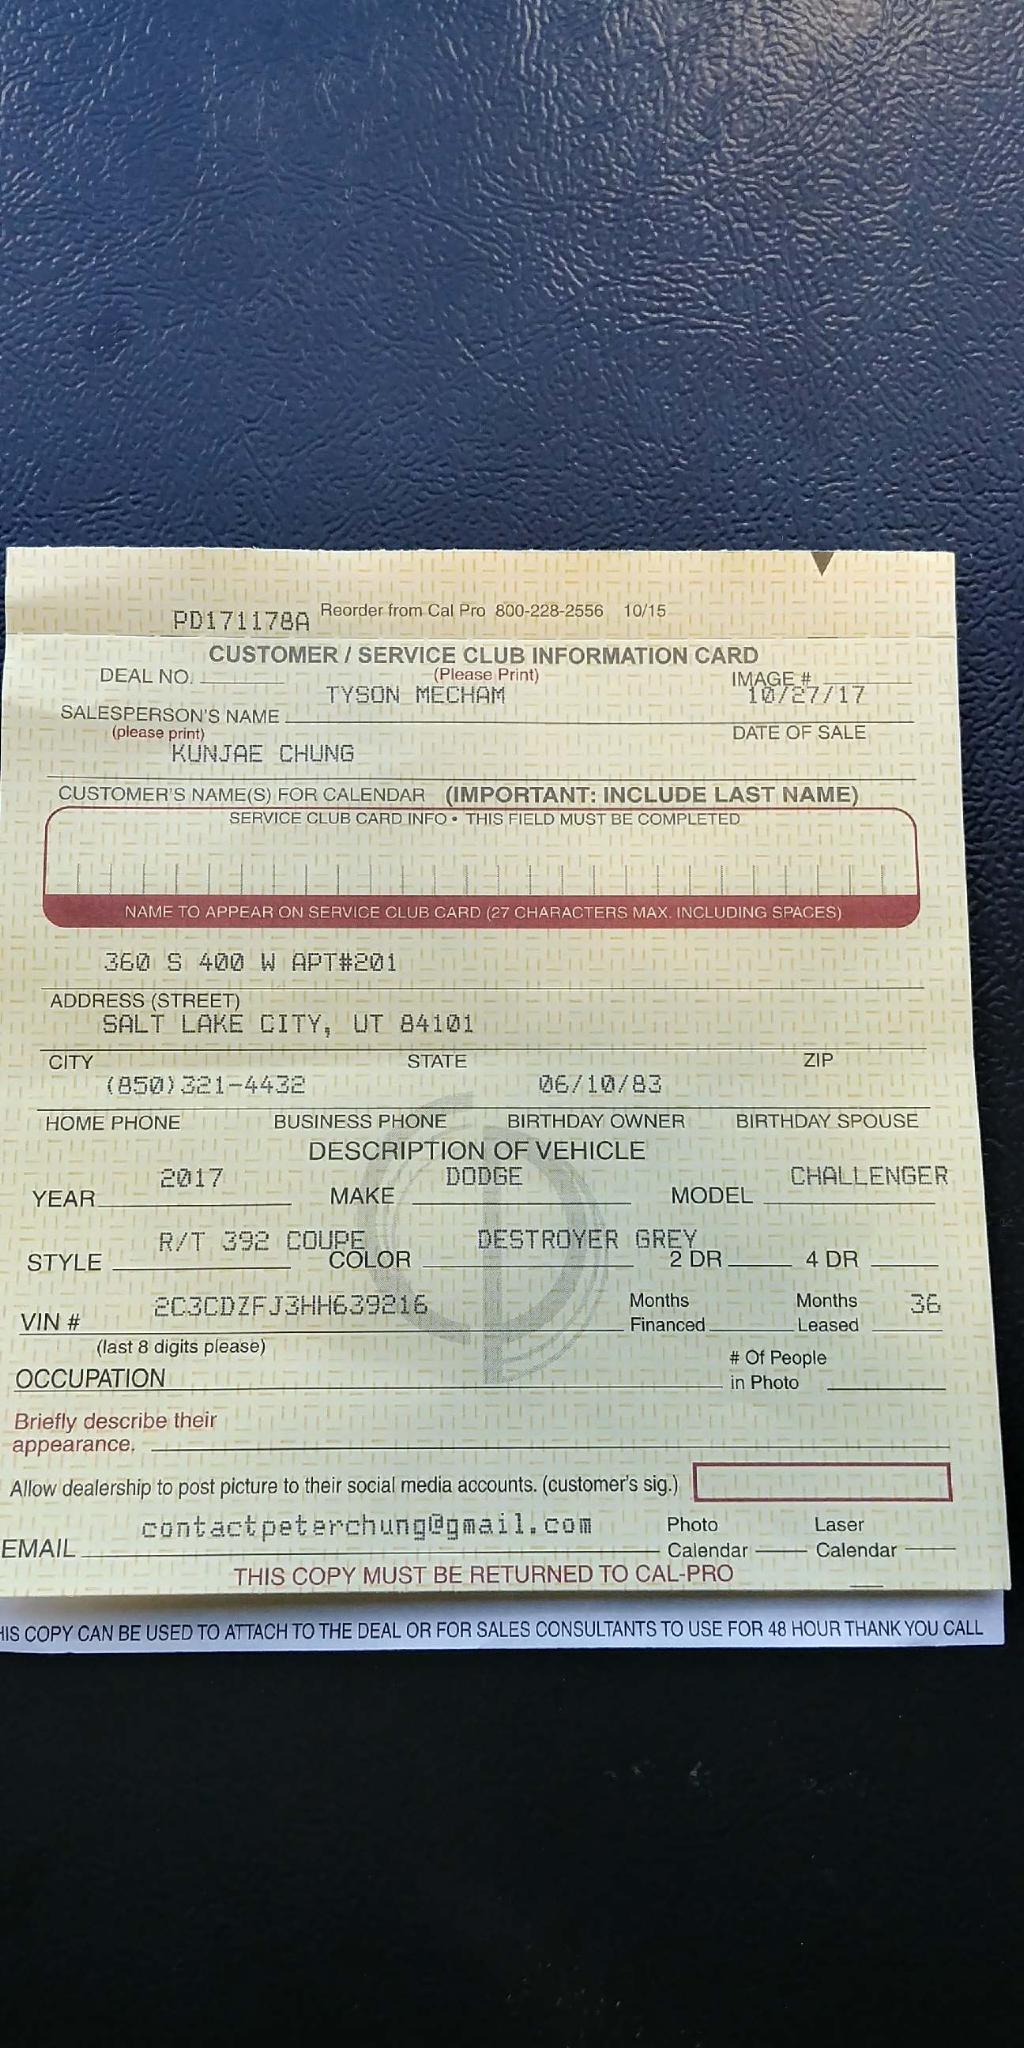 PD171178A Reorder from Cal Pro 800-228-2556 10/15
CUSTOMER / SERVICE CLUB INFORMATION CARD
DEAL NO. (Please Print) IMAGE #
TYSON MECHAM 10/27/17
SALESPERSON'S NAME
(please print) DATE OF SALE
KUNJAE CHUNG
CUSTOMER'S NAME(S) FOR CALENDAR (IMPORTANT: INCLUDE LAST NAME)
SERVICE CLUB CARD INFO • THIS FIELD MUST BE COMPLETED
NAME TO APPEAR ON SERVICE CLUB CARD (27 CHARACTERS MAX. INCLUDING SPACES)
360 S 400 W APT#201
ADDRESS (STREET)
SALT LAKE CITY, UT 84101
CITY STATE ZIP
(850)321-4432 06/10/83
HOME PHONE BUSINESS PHONE BIRTHDAY OWNER BIRTHDAY SPOUSE
DESCRIPTION OF VEHICLE
2017 DODGE CHALLENGER
YEAR MAKE MODEL
R/T 392 COUPE DESTROYER GREY
STYLE COLOR 2 DR 4 DR
2C3CDZFJ3HH639216 Months Months 36
VIN # Financed Leased
(last 8 digits please)
# Of People
OCCUPATION in Photo
Briefly describe their
appearance.
Allow dealership to post picture to their social media accounts. (customer's sig.)
contactpeterchung@gmail.com Photo Laser
EMAIL Calendar Calendar
THIS COPY MUST BE RETURNED TO CAL-PRO
HIS COPY CAN BE USED TO ATTACH TO THE DEAL OR FOR SALES CONSULTANTS TO USE FOR 48 HOUR THANK YOU CALL